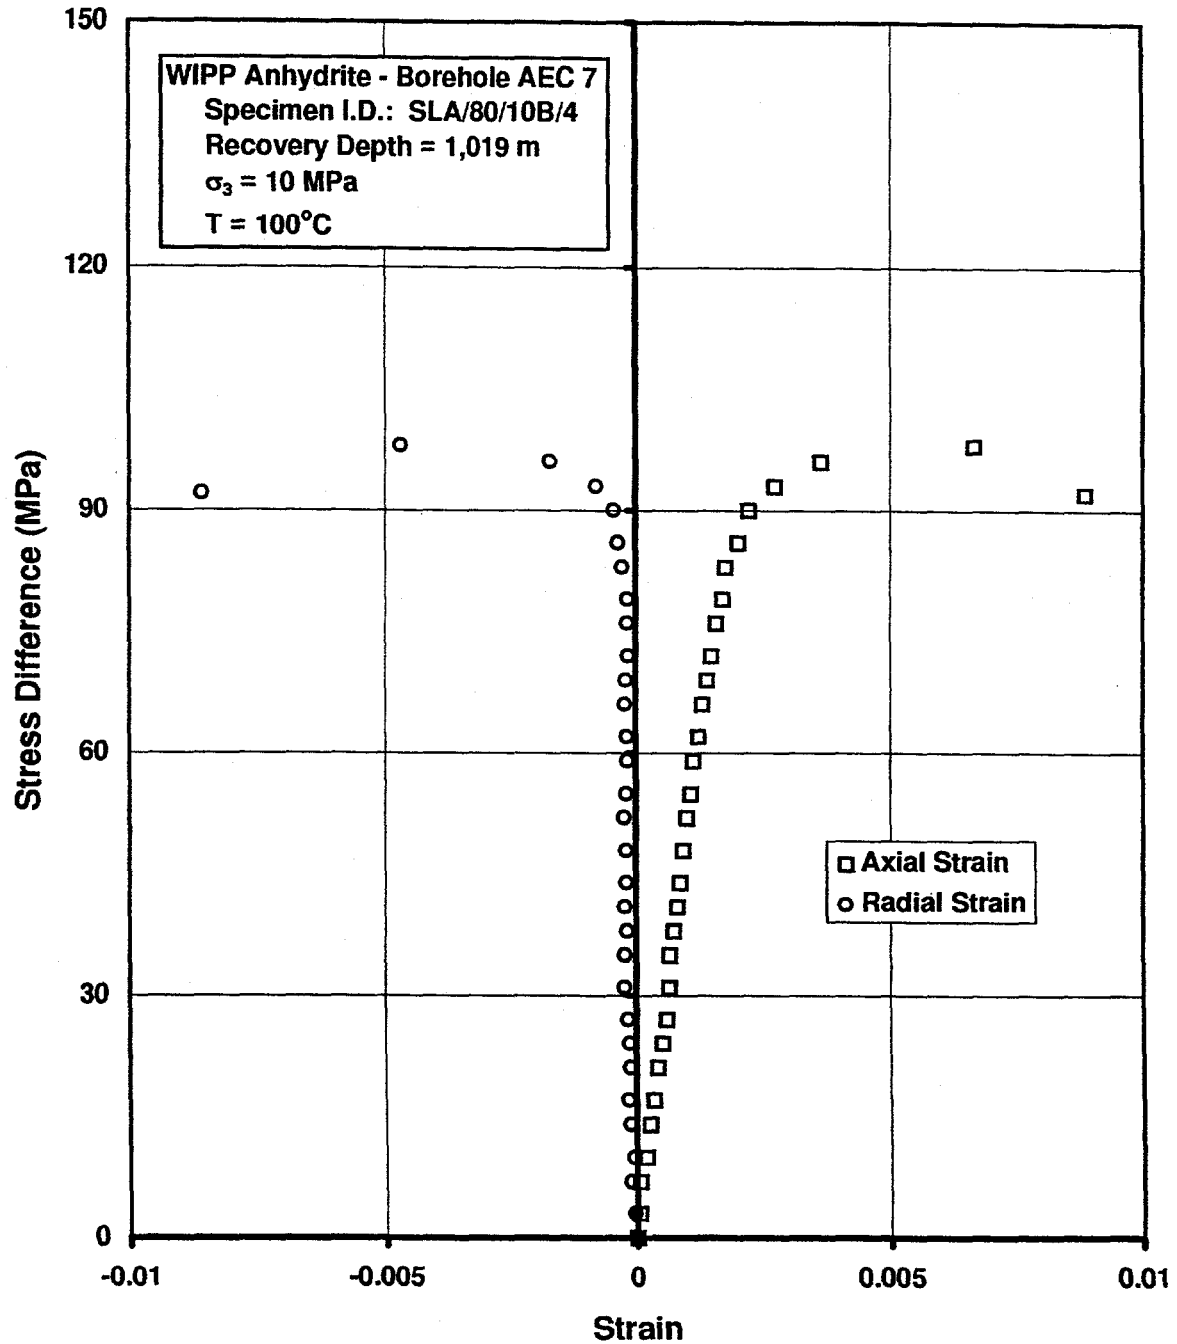 150
WIPP Anhydrite - Borehole AEC 7
Specimen I.D.: SLA/80/10B/4
Recovery Depth = 1,019 m
σ₃ = 10 MPa
T = 100°C
120
90
60
30
0
Stress Difference (MPa)
Axial Strain
Radial Strain
-0.01 -0.005 0 0.005 0.01
Strain